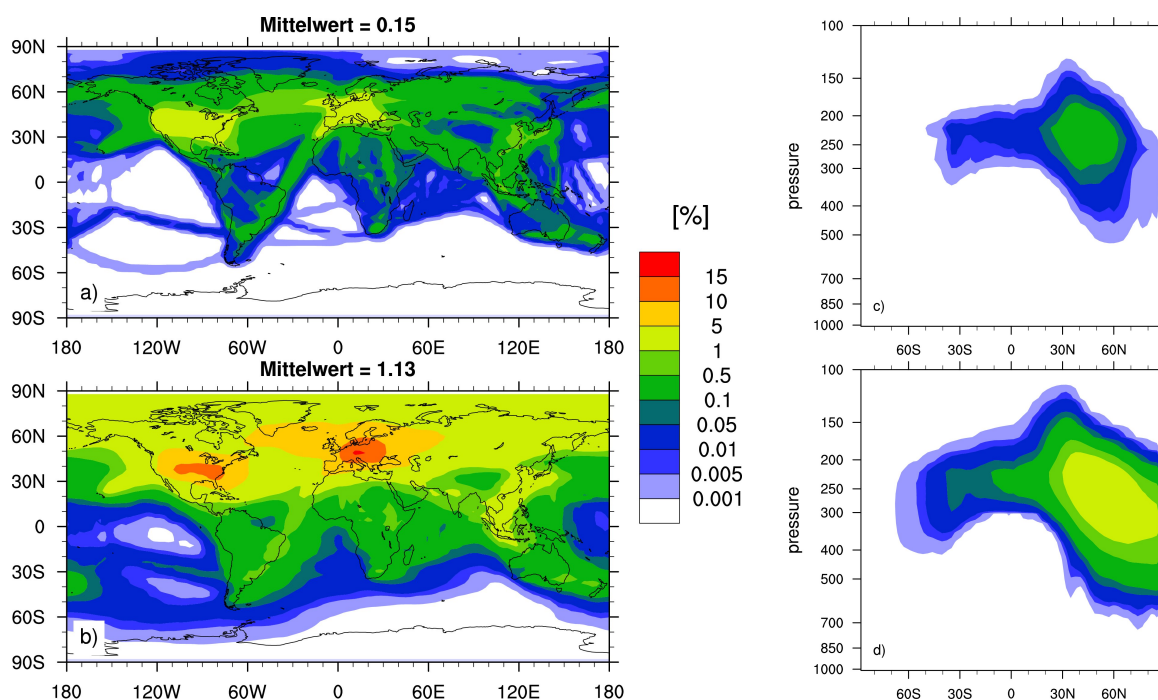 Mittelwert = 0.15
90N
60N
30N
0
30S
60S
90S
a)
180 120W 60W 0 60E 120E 180
Mittelwert = 1.13
90N
60N
30N
0
30S
60S
90S
b)
180 120W 60W 0 60E 120E 180
[%]
15
10
5
1
0.5
0.1
0.05
0.01
0.005
0.001
pressure
100
150
200
250
300
400
500
700
850
1000
c)
60S 30S 0 30N 60N
pressure
100
150
200
250
300
400
500
700
850
1000
d)
60S 30S 0 30N 60N